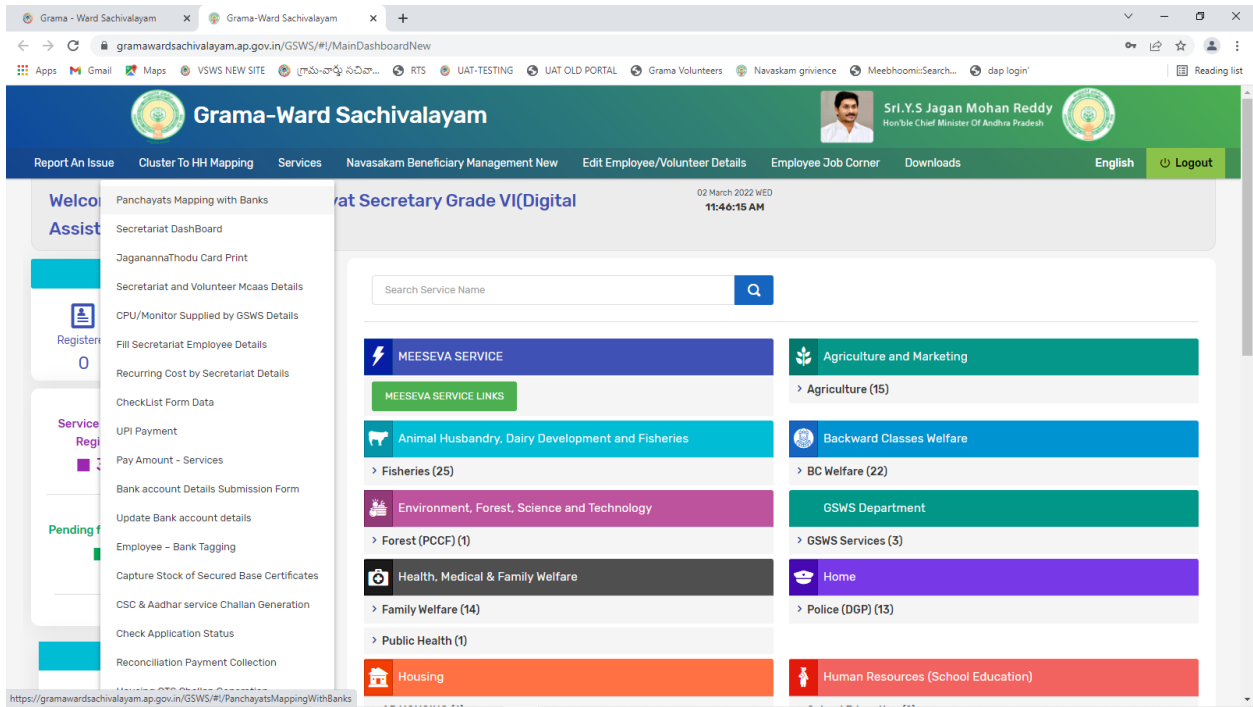 Grama - Ward Sachivalayam
Grama-Ward Sachivalayam
gramawardsachivalayam.ap.gov.in/GSWS/#!/MainDashboardNew
Apps Gmail Maps VSWS NEW SITE గ్రామ-వార్డు సచివా... RTS UAT-TESTING UAT OLD PORTAL Grama Volunteers Navaskam grivience Meebhoomi::Search... dap login' Reading list
Grama-Ward Sachivalayam
Sri.Y.S Jagan Mohan Reddy
Hon'ble Chief Minister Of Andhra Pradesh
Report An Issue Cluster To HH Mapping Services Navasakam Beneficiary Management New Edit Employee/Volunteer Details Employee Job Corner Downloads English Logout
Welco
at Secretary Grade VI(Digital
Assist
02 March 2022 WED
11:46:15 AM
Panchayats Mapping with Banks
Secretariat DashBoard
JaganannaThodu Card Print
Secretariat and Volunteer Mcaas Details
CPU/Monitor Supplied by GSWS Details
Fill Secretariat Employee Details
Recurring Cost by Secretariat Details
CheckList Form Data
UPI Payment
Pay Amount - Services
Bank account Details Submission Form
Update Bank account details
Employee – Bank Tagging
Capture Stock of Secured Base Certificates
CSC & Aadhar service Challan Generation
Check Application Status
Reconciliation Payment Collection
Registere
0
Service
Regi
Pending f
Search Service Name
MEESEVA SERVICE
MEESEVA SERVICE LINKS
Agriculture and Marketing
> Agriculture (15)
Animal Husbandry, Dairy Development and Fisheries
> Fisheries (25)
Backward Classes Welfare
> BC Welfare (22)
Environment, Forest, Science and Technology
> Forest (PCCF) (1)
GSWS Department
> GSWS Services (3)
Health, Medical & Family Welfare
> Family Welfare (14)
> Public Health (1)
Home
> Police (DGP) (13)
Housing
Human Resources (School Education)
https://gramawardsachivalayam.ap.gov.in/GSWS/#!/PanchayatsMappingWithBanks